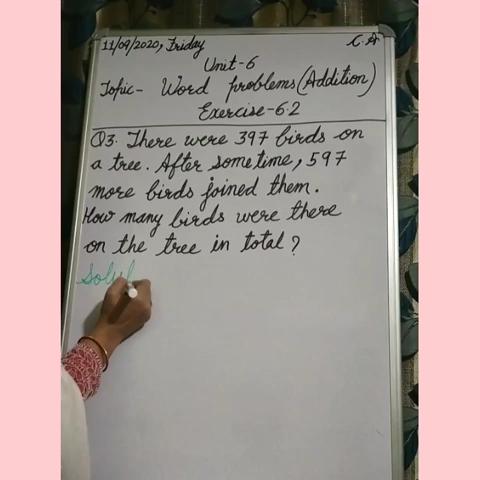 11/09/2020, Friday C.A
Unit-6
Topic- Word problems (Addition)
Exercise-6.2
Q3. There were 397 birds on
a tree. After sometime, 597
more birds joined them.
How many birds were there
on the tree in total?